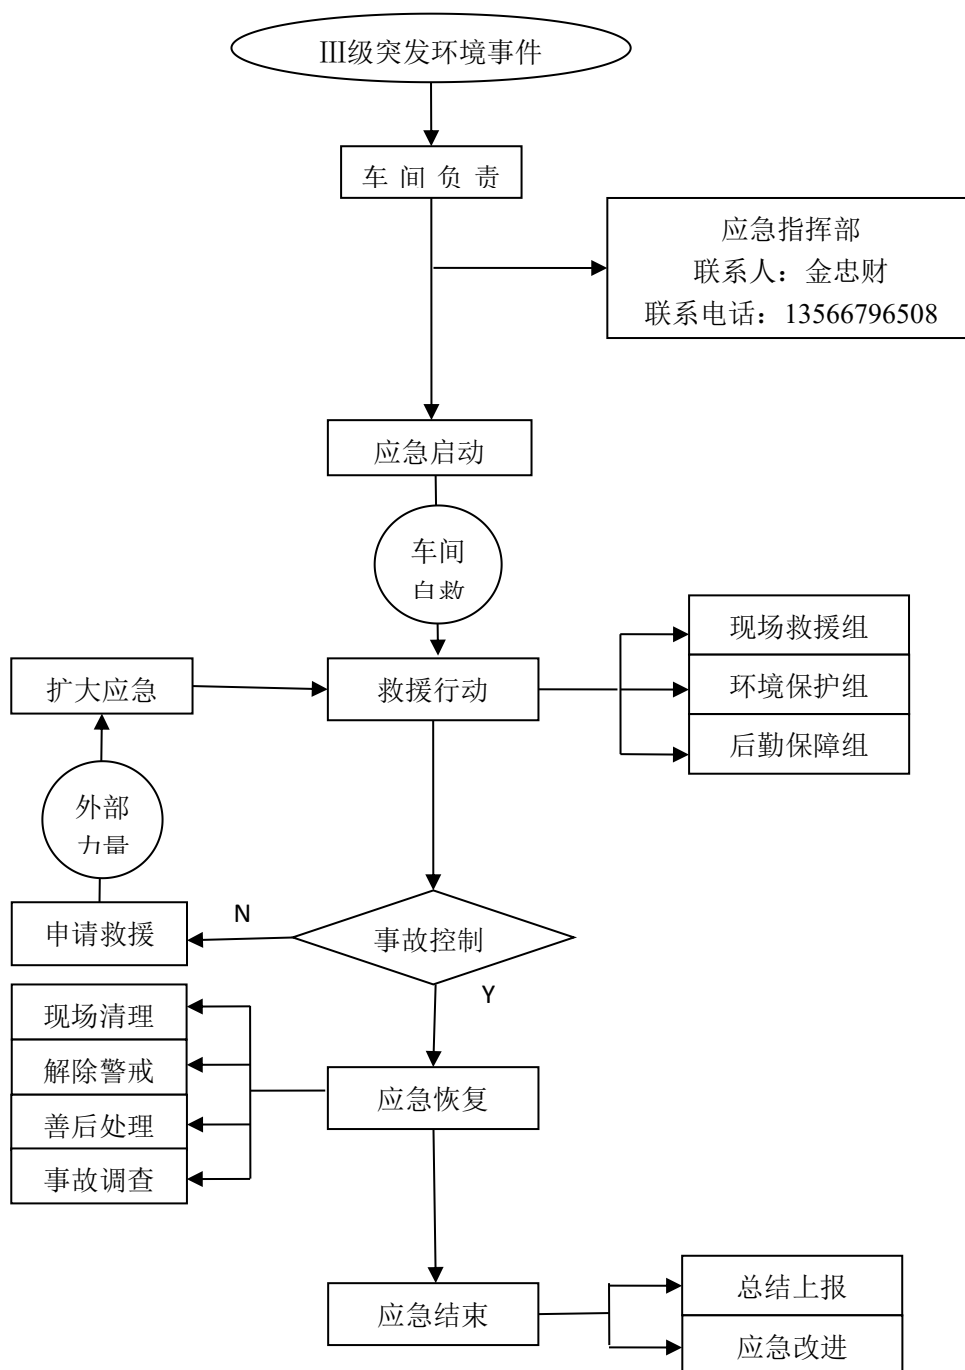 III级突发环境事件
车间负责
应急指挥部
联系人：金忠财
联系电话：13566796508
应急启动
车间
自救
现场救援组
扩大应急
救援行动
环境保护组
后勤保障组
外部
力量
申请救援
N
事故控制
Y
现场清理
解除警戒
应急恢复
善后处理
事故调查
总结上报
应急结束
应急改进